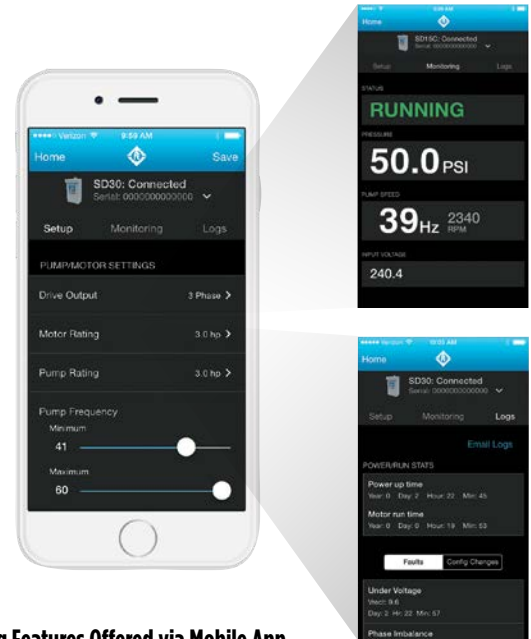 Verizon 9:59 AM
Home Save
SD30: Connected
Serial: 0000000000000
Setup Monitoring Logs
PUMP/MOTOR SETTINGS
Drive Output 3 Phase >
Motor Rating 3.0 hp >
Pump Rating 3.0 hp >
Pump Frequency
Minimum
41
Maximum
60
Home
SD15C: Connected
Serial: 000000000000
Setup Monitoring Logs
STATUS
RUNNING
PRESSURE
50.0 PSI
PUMP SPEED
39 Hz 2340
RPM
INPUT VOLTAGE
240.4
Verizon 10:03 AM
Home
SD30: Connected
Serial: 0000000000000
Setup Monitoring Logs
Email Logs
POWER/RUN STATS
Power up time
Year: 0 Day: 2 Hour: 22 Min: 45
Motor run time
Year: 0 Day: 0 Hour: 19 Min: 53
Faults Config Changes
Under Voltage
Day: 2 Hr: 22 Min: 57
Phase Imbalance
Features Offered via Mobile App